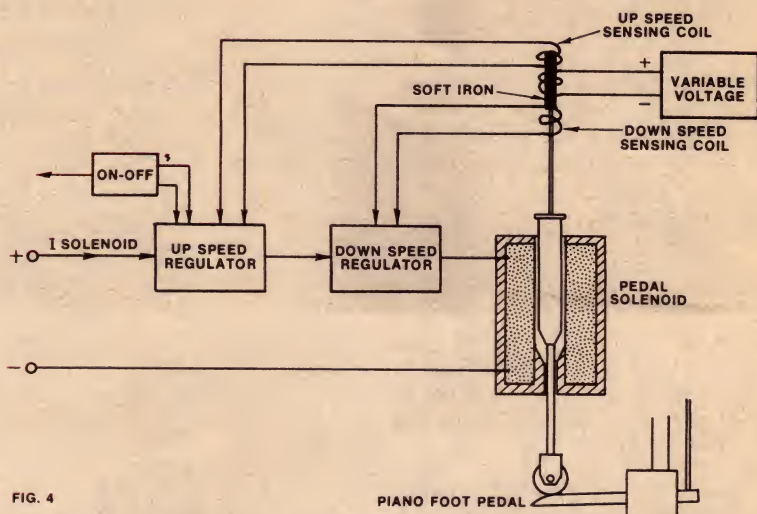 UP SPEED
SENSING COIL
+
VARIABLE
VOLTAGE
−
SOFT IRON
DOWN SPEED
SENSING COIL
ON-OFF
I SOLENOID
+
UP SPEED
REGULATOR
DOWN SPEED
REGULATOR
PEDAL
SOLENOID
−
FIG. 4
PIANO FOOT PEDAL